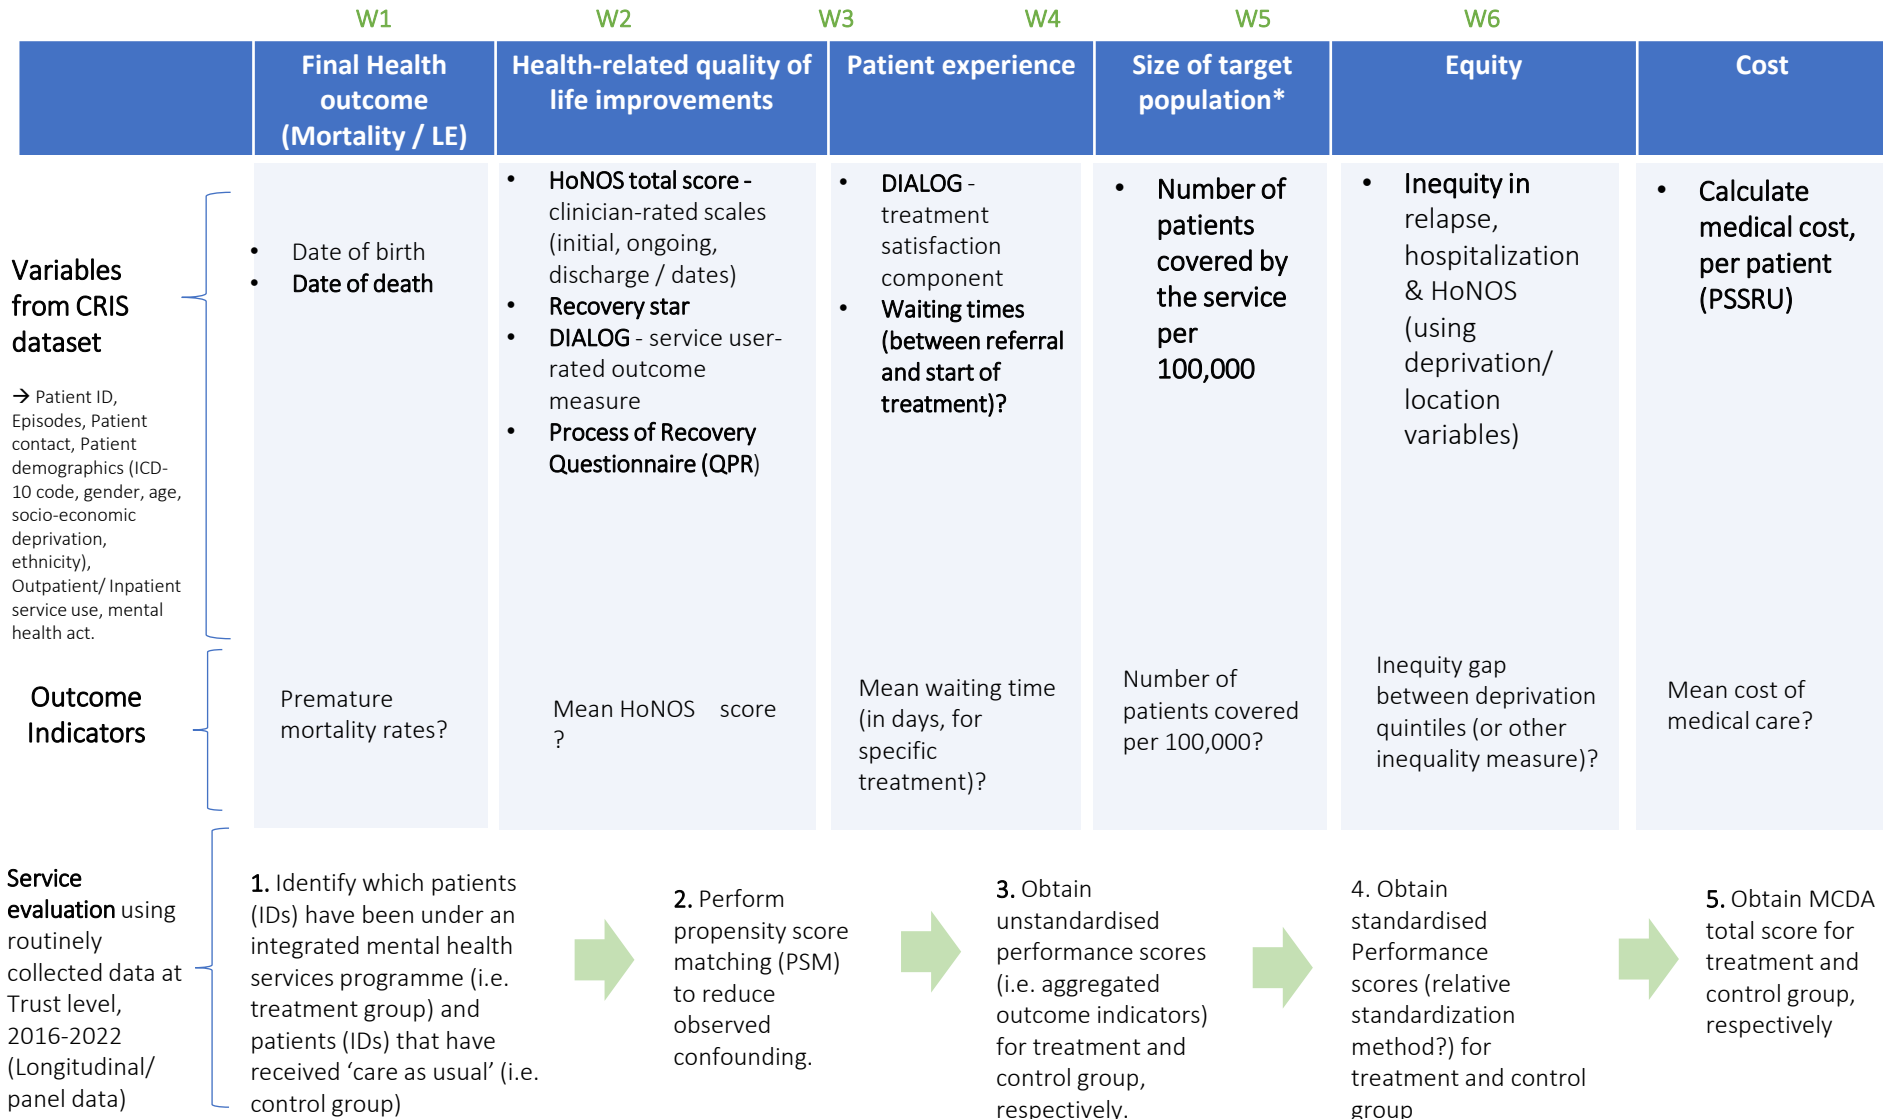 W1 W2 W3 W4 W5 W6
Final Health
outcome
(Mortality / LE)
Health-related quality of
life improvements
Patient experience
Size of target
population*
Equity
Cost
Variables
from CRIS
dataset
→ Patient ID,
Episodes, Patient
contact, Patient
demographics (ICD-
10 code, gender, age,
socio-economic
deprivation,
ethnicity),
Outpatient/ Inpatient
service use, mental
health act.
• Date of birth
• Date of death
• HoNOS total score -
clinician-rated scales
(initial, ongoing,
discharge / dates)
• Recovery star
• DIALOG - service user-
rated outcome
measure
• Process of Recovery
Questionnaire (QPR)
• DIALOG -
treatment
satisfaction
component
• Waiting times
(between referral
and start of
treatment)?
• Number of
patients
covered by
the service
per
100,000
• Inequity in
relapse,
hospitalization
& HoNOS
(using
deprivation/
location
variables)
• Calculate
medical cost,
per patient
(PSSRU)
Outcome
Indicators
Premature
mortality rates?
Mean HoNOS score
?
Mean waiting time
(in days, for
specific
treatment)?
Number of
patients covered
per 100,000?
Inequity gap
between deprivation
quintiles (or other
inequality measure)?
Mean cost of
medical care?
Service
evaluation using
routinely
collected data at
Trust level,
2016-2022
(Longitudinal/
panel data)
1. Identify which patients
(IDs) have been under an
integrated mental health
services programme (i.e.
treatment group) and
patients (IDs) that have
received ‘care as usual’ (i.e.
control group)
2. Perform
propensity score
matching (PSM)
to reduce
observed
confounding.
3. Obtain
unstandardised
performance scores
(i.e. aggregated
outcome indicators)
for treatment and
control group,
respectively.
4. Obtain
standardised
Performance
scores (relative
standardization
method?) for
treatment and control
group
5. Obtain MCDA
total score for
treatment and
control group,
respectively